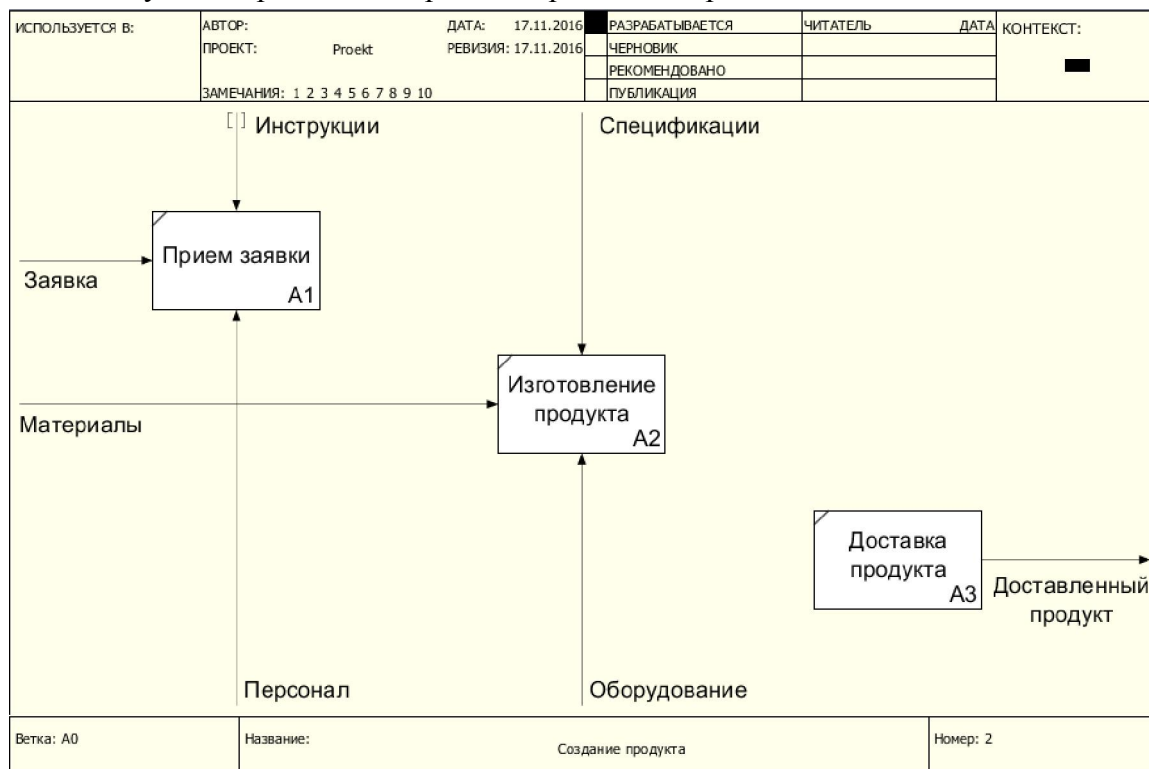 ИСПОЛЬЗУЕТСЯ В:
АВТОР:
ДАТА: 17.11.2016
ПРОЕКТ: Proekt
РЕВИЗИЯ: 17.11.2016
ЗАМЕЧАНИЯ: 1 2 3 4 5 6 7 8 9 10
РАЗРАБАТЫВАЕТСЯ
ЧЕРНОВИК
РЕКОМЕНДОВАНО
ПУБЛИКАЦИЯ
ЧИТАТЕЛЬ ДАТА
КОНТЕКСТ:
Инструкции
Спецификации
Прием заявки
A1
Заявка
Изготовление
продукта
A2
Материалы
Доставка
продукта
A3
Доставленный
продукт
Персонал
Оборудование
Ветка: A0
Название:
Создание продукта
Номер: 2